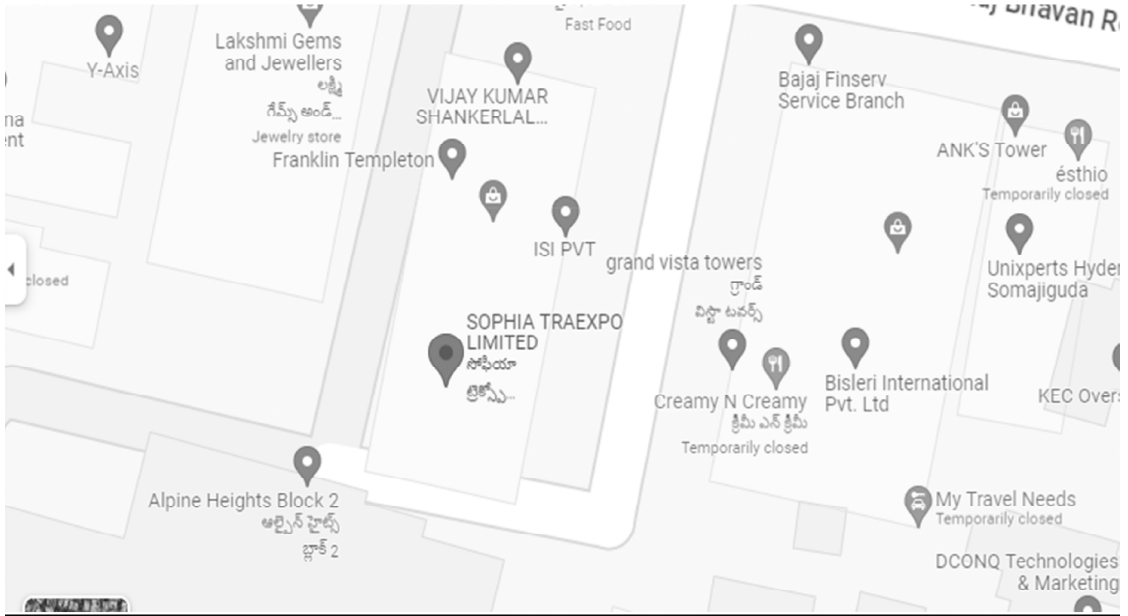 Bhavan R
Fast Food
Y-Axis
Lakshmi Gems
and Jewellers
లక్ష్మీ
గేమ్స్ అండ్...
Jewelry store
VIJAY KUMAR
SHANKERLAL...
Bajaj Finserv
Service Branch
ANK'S Tower
ésthio
Temporarily closed
Franklin Templeton
ISI PVT
grand vista towers
గ్రాండ్
విస్టా టవర్స్
Unixperts Hyder
Somajiguda
closed
SOPHIA TRAEXPO
LIMITED
సోఫియా
ట్రెక్స్పో...
Creamy N Creamy
క్రీమీ ఎన్ క్రీమీ
Temporarily closed
Bisleri International
Pvt. Ltd
KEC Overs
Alpine Heights Block 2
ఆల్పైన్ హైట్స్
బ్లాక్ 2
My Travel Needs
Temporarily closed
DCONQ Technologies
& Marketing